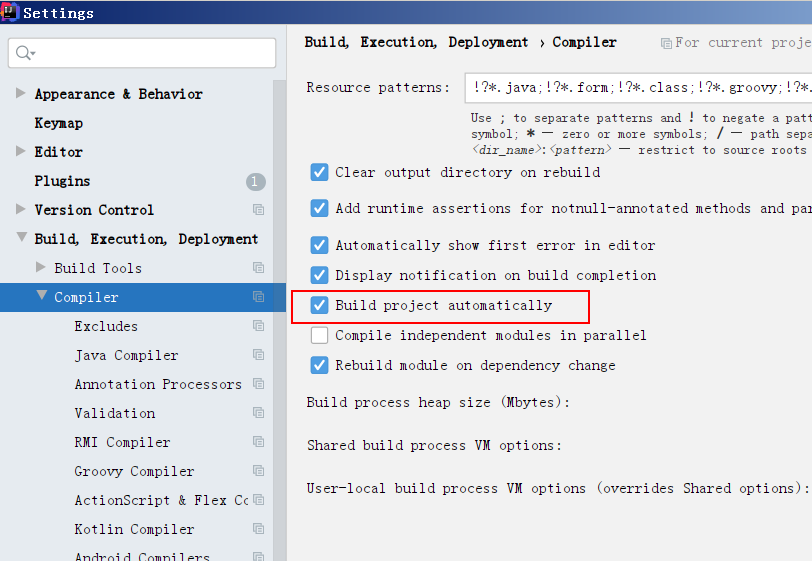 Settings
Build, Execution, Deployment › Compiler
For current proje
Appearance & Behavior
Keymap
Editor
Plugins
1
Version Control
Build, Execution, Deployment
Build Tools
Compiler
Excludes
Java Compiler
Annotation Processors
Validation
RMI Compiler
Groovy Compiler
ActionScript & Flex Co
Kotlin Compiler
Android Compilers
Resource patterns:
!?*.java;!?*.form;!?*.class;!?*.groovy;!?*.
Use ; to separate patterns and ! to negate a patt
symbol; * — zero or more symbols; / — path sepa
<dir_name>:<pattern> — restrict to source roots
Clear output directory on rebuild
Add runtime assertions for notnull-annotated methods and par
Automatically show first error in editor
Display notification on build completion
Build project automatically
Compile independent modules in parallel
Rebuild module on dependency change
Build process heap size (Mbytes):
Shared build process VM options:
User-local build process VM options (overrides Shared options):